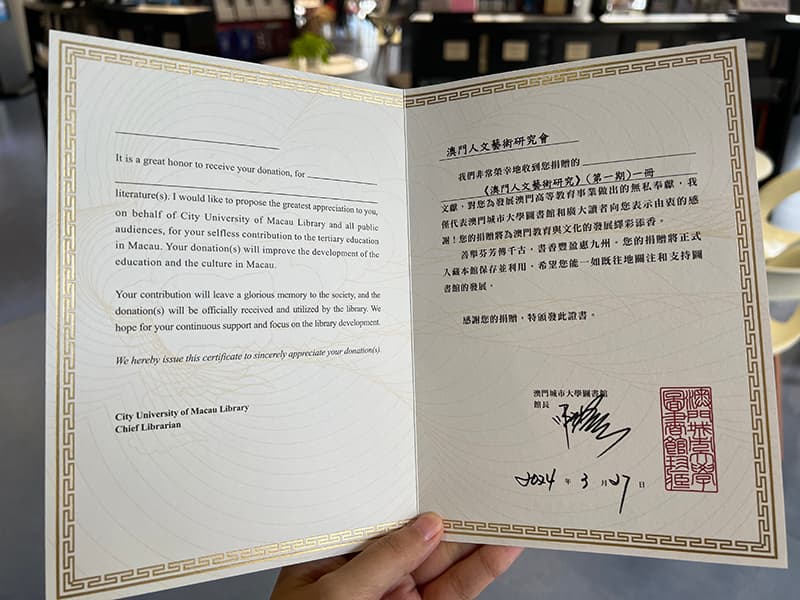 It is a great honor to receive your donation, for
literature(s). I would like to propose the greatest appreciation to you,
on behalf of City University of Macau Library and all public
audiences, for your selfless contribution to the tertiary education
in Macau. Your donation(s) will improve the development of the
education and the culture in Macau.
Your contribution will leave a glorious memory to the society, and the
donation(s) will be officially received and utilized by the library. We
hope for your continuous support and focus on the library development.
We hereby issue this certificate to sincerely appreciate your donation(s).
City University of Macau Library
Chief Librarian
澳門人文藝術研究會
我們非常榮幸地收到您捐贈的
《澳門人文藝術研究》(第一期)一冊
文獻,對您為發展澳門高等教育事業做出的無私奉獻,我
僅代表澳門城市大學圖書館和廣大讀者向您表示由衷的感
謝!您的捐贈將為澳門教育與文化的發展繹彩添香。
善舉芬芳傳千古,書香豐盈惠九州。您的捐贈將正式
入藏本館保存並利用。希望您能一如既往地關注和支持圖
書館的發展。
感謝您的捐贈,特頒發此證書。
澳門城市大學圖書館
館長
2024 年 3 月 27 日
澳門城市大學
圖書館